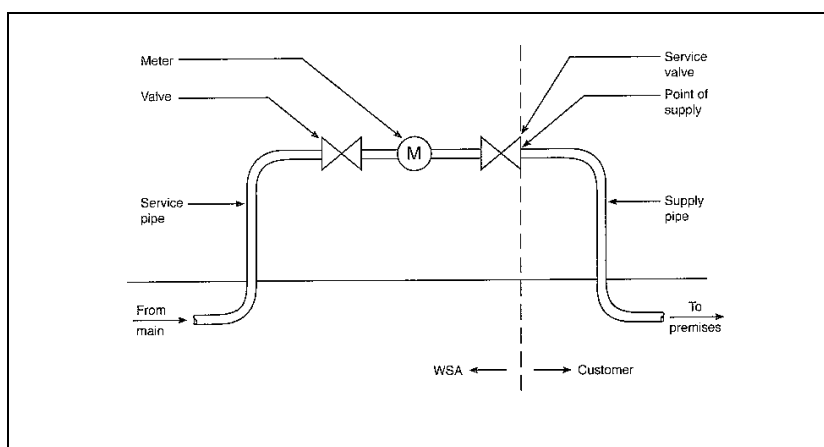 Meter
Valve
Service
valve
Point of
supply
M
Service
pipe
Supply
pipe
From
main
To
premises
WSA
Customer